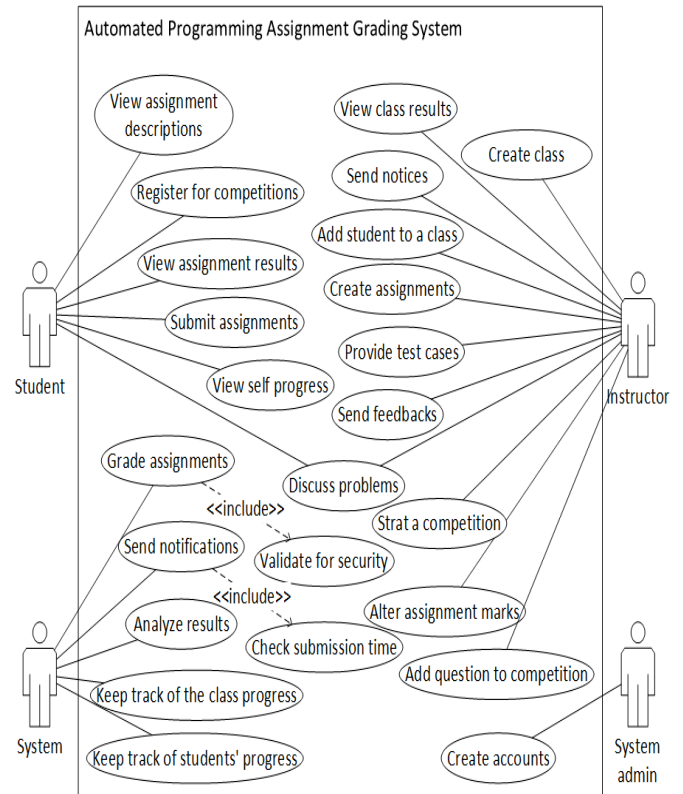 Automated Programming Assignment Grading System
View assignment
descriptions
View class results
Create class
Register for competitions
Send notices
Add student to a class
View assignment results
Create assignments
Submit assignments
Provide test cases
Student
View self progress
Instructor
Send feedbacks
Grade assignments
Discuss problems
<<include>>
Strat a competition
Send notifications
Validate for security
<<include>>
Analyze results
Alter assignment marks
Check submission time
Add question to competition
Keep track of the class progress
System
Keep track of students' progress
Create accounts
System
admin